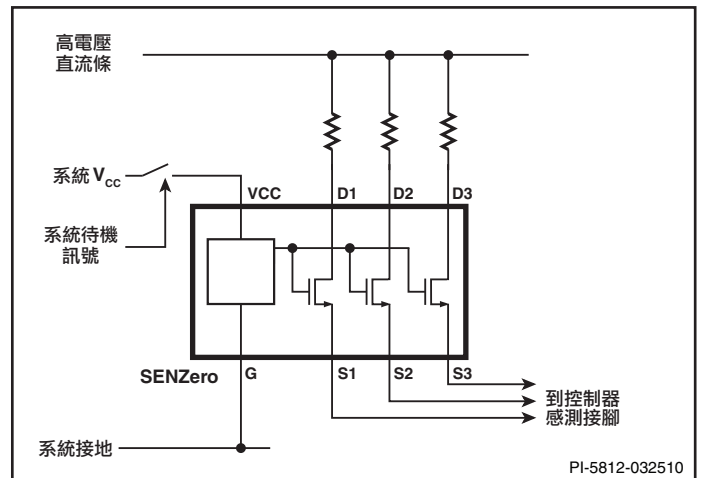 高電壓
直流條
系統 Vcc
VCC
D1
D2
D3
系統待機
訊號
SENZero
G
S1
S2
S3
到控制器
感測接腳
系統接地
PI-5812-032510